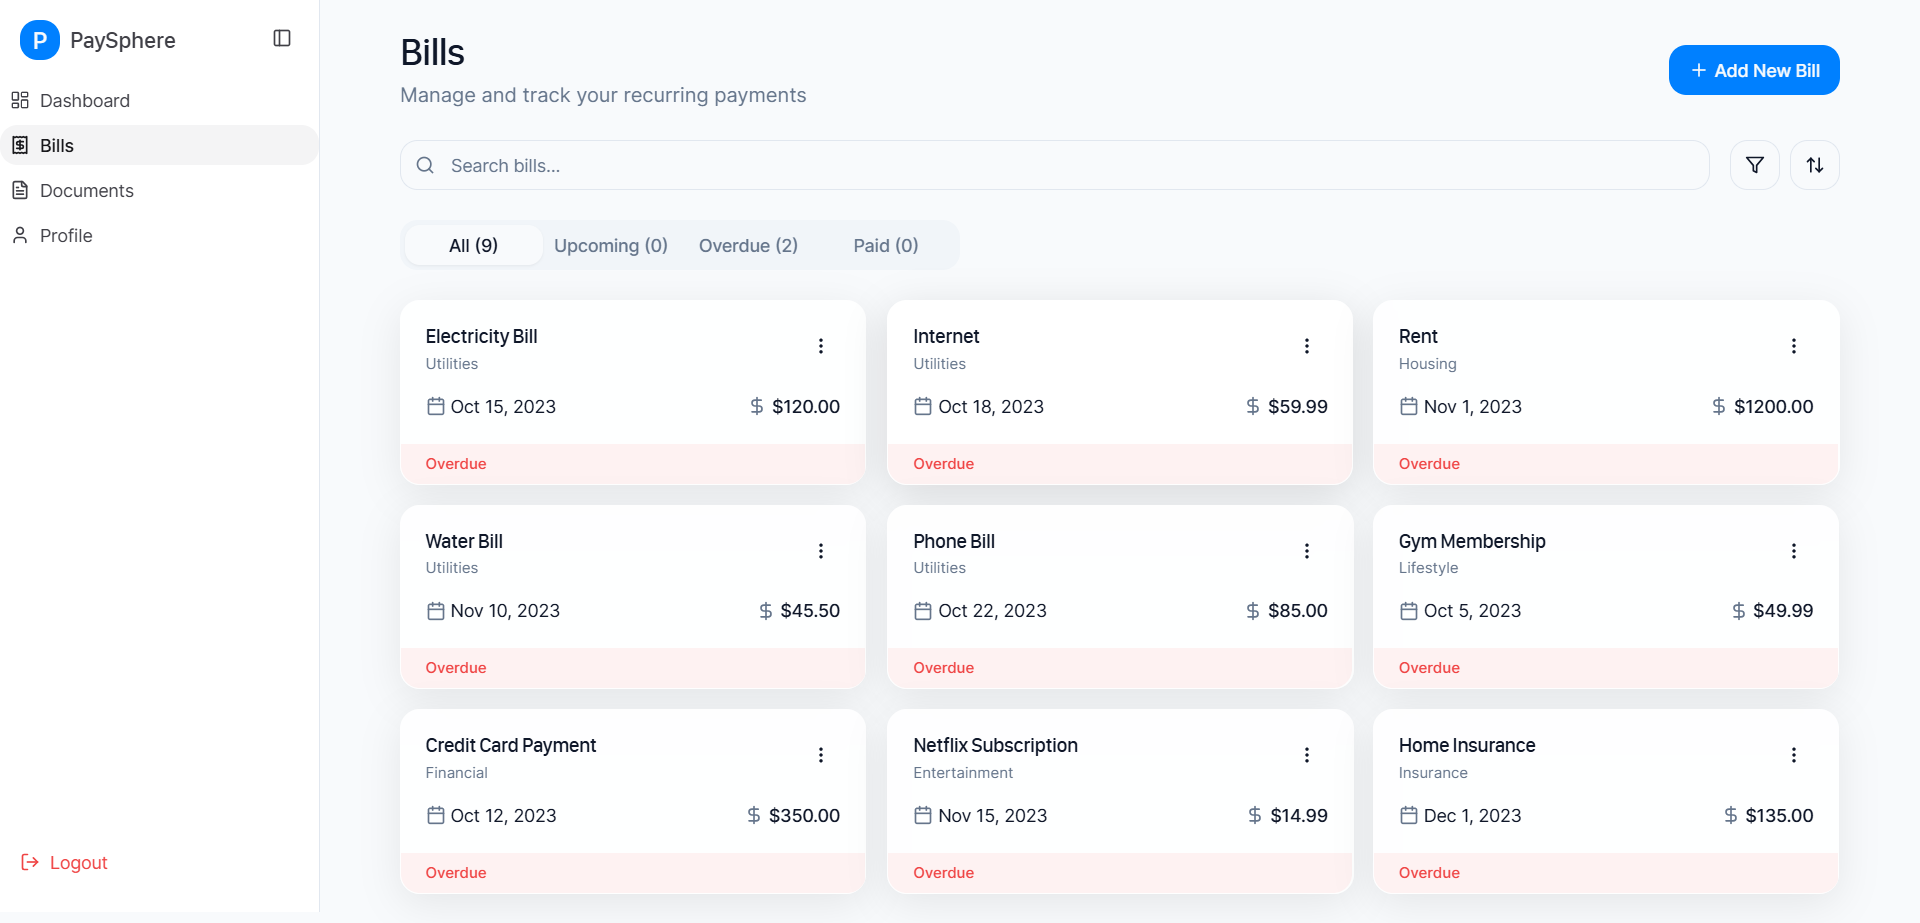 P PaySphere
Dashboard
Bills
Documents
Profile
Logout
Bills
Manage and track your recurring payments
+ Add New Bill
Search bills...
All (9) Upcoming (0) Overdue (2) Paid (0)
Electricity Bill
Utilities
Oct 15, 2023 $ $120.00
Overdue
Internet
Utilities
Oct 18, 2023 $ $59.99
Overdue
Rent
Housing
Nov 1, 2023 $ $1200.00
Overdue
Water Bill
Utilities
Nov 10, 2023 $ $45.50
Overdue
Phone Bill
Utilities
Oct 22, 2023 $ $85.00
Overdue
Gym Membership
Lifestyle
Oct 5, 2023 $ $49.99
Overdue
Credit Card Payment
Financial
Oct 12, 2023 $ $350.00
Overdue
Netflix Subscription
Entertainment
Nov 15, 2023 $ $14.99
Overdue
Home Insurance
Insurance
Dec 1, 2023 $ $135.00
Overdue